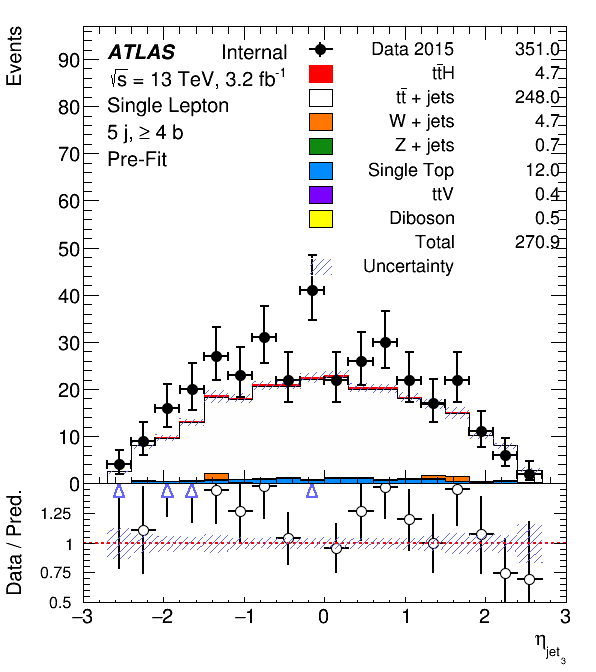 Events
ATLAS Internal
√s = 13 TeV, 3.2 fb⁻¹
Single Lepton
5 j, ≥ 4 b
Pre-Fit
Data 2015 351.0
tt̄H 4.7
tt̄ + jets 248.0
W + jets 4.7
Z + jets 0.7
Single Top 12.0
ttV 0.4
Diboson 0.5
Total 270.9
Uncertainty
90
80
70
60
50
40
30
20
10
0
Data / Pred.
1.25
1
0.75
0.5
−3 −2 −1 0 1 2 3
η_jet_3